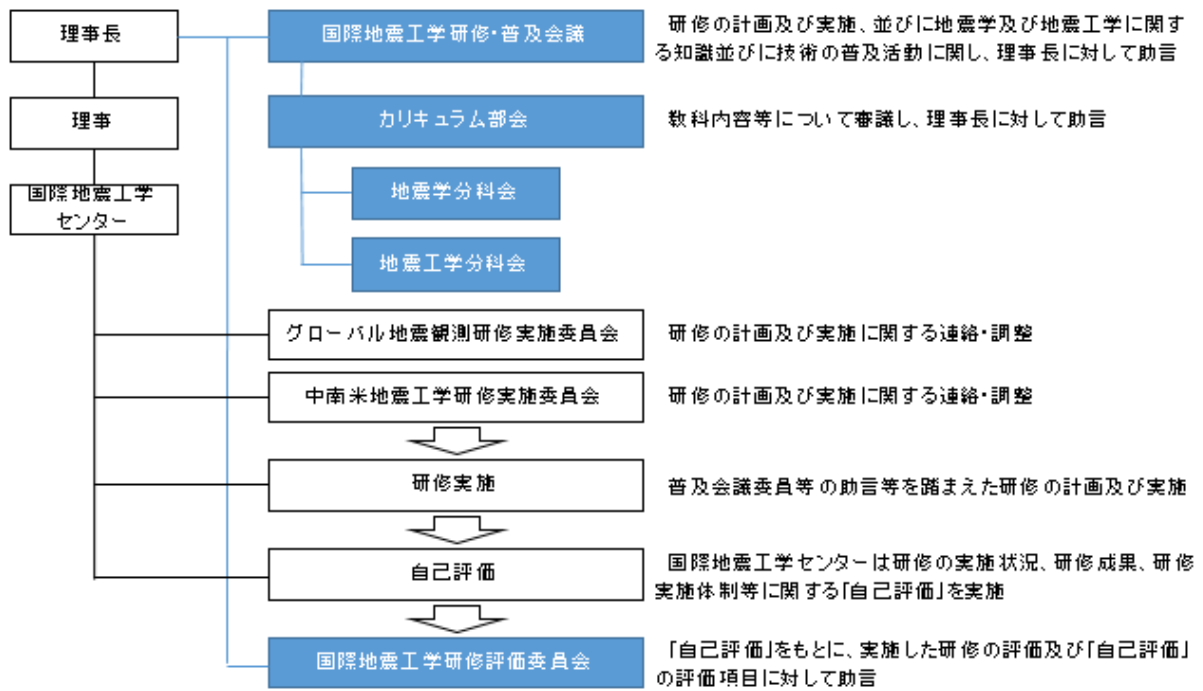 理事長
国際地震工学研修・普及会議
研修の計画及び実施、並びに地震学及び地震工学に関す
る知識並びに技術の普及活動に関し、理事長に対して助言
理事
カリキュラム部会
教科内容等について審議し、理事長に対して助言
国際地震工学
センター
地震学分科会
地震工学分科会
グローバル地震観測研修実施委員会
研修の計画及び実施に関する連絡・調整
中南米地震工学研修実施委員会
研修の計画及び実施に関する連絡・調整
研修実施
普及会議委員等の助言等を踏まえた研修の計画及び実施
自己評価
国際地震工学センターは研修の実施状況、研修成果、研修
実施体制等に関する「自己評価」を実施
国際地震工学研修評価委員会
「自己評価」をもとに、実施した研修の評価及び「自己評価」
の評価項目に対して助言